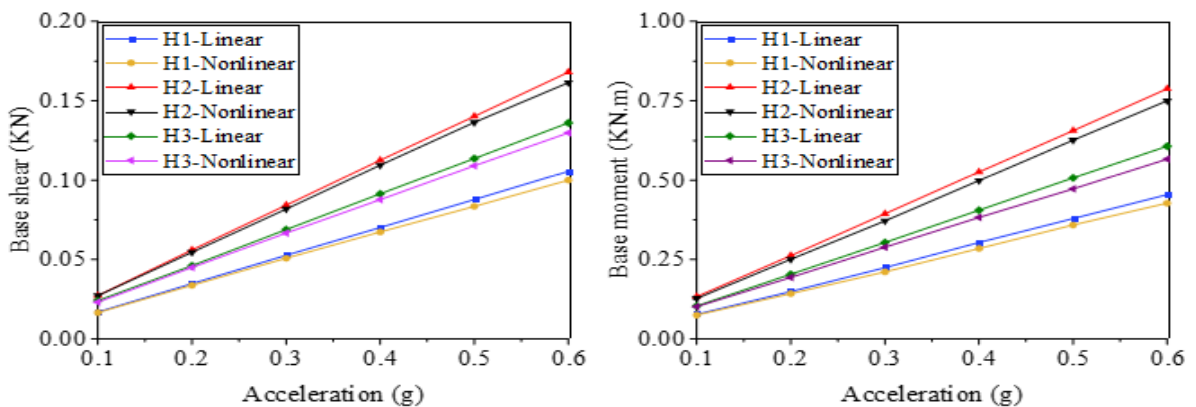 Base shear (KN)
0.20
0.15
0.10
0.05
0.00
H1-Linear
H1-Nonlinear
H2-Linear
H2-Nonlinear
H3-Linear
H3-Nonlinear
0.1 0.2 0.3 0.4 0.5 0.6
Acceleration (g)
Base moment (KN.m)
1.00
0.75
0.50
0.25
0.00
H1-Linear
H1-Nonlinear
H2-Linear
H2-Nonlinear
H3-Linear
H3-Nonlinear
0.1 0.2 0.3 0.4 0.5 0.6
Acceleration (g)